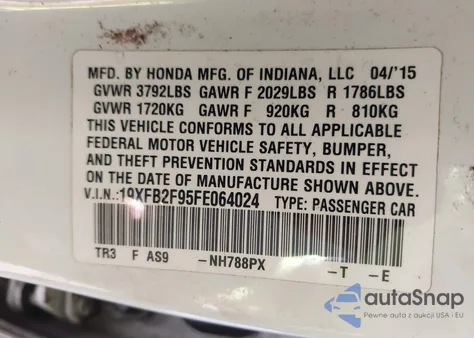 MFD. BY HONDA MFG. OF INDIANA, LLC 04/'15
GVWR 3792LBS GAWR F 2029LBS R 1786LBS
GVWR 1720KG GAWR F 920KG R 810KG
THIS VEHICLE CONFORMS TO ALL APPLICABLE
FEDERAL MOTOR VEHICLE SAFETY, BUMPER,
AND THEFT PREVENTION STANDARDS IN EFFECT
ON THE DATE OF MANUFACTURE SHOWN ABOVE.
V.I.N.: 19XFB2F95FE064024 TYPE: PASSENGER CAR
TR3 F AS9 -NH788PX -T -E
autoSnap
Pewne auta z aukcji USA i EU